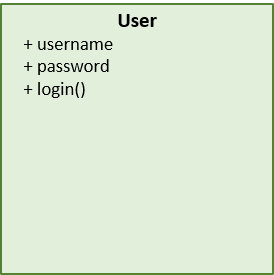 User
+ username
+ password
+ login()